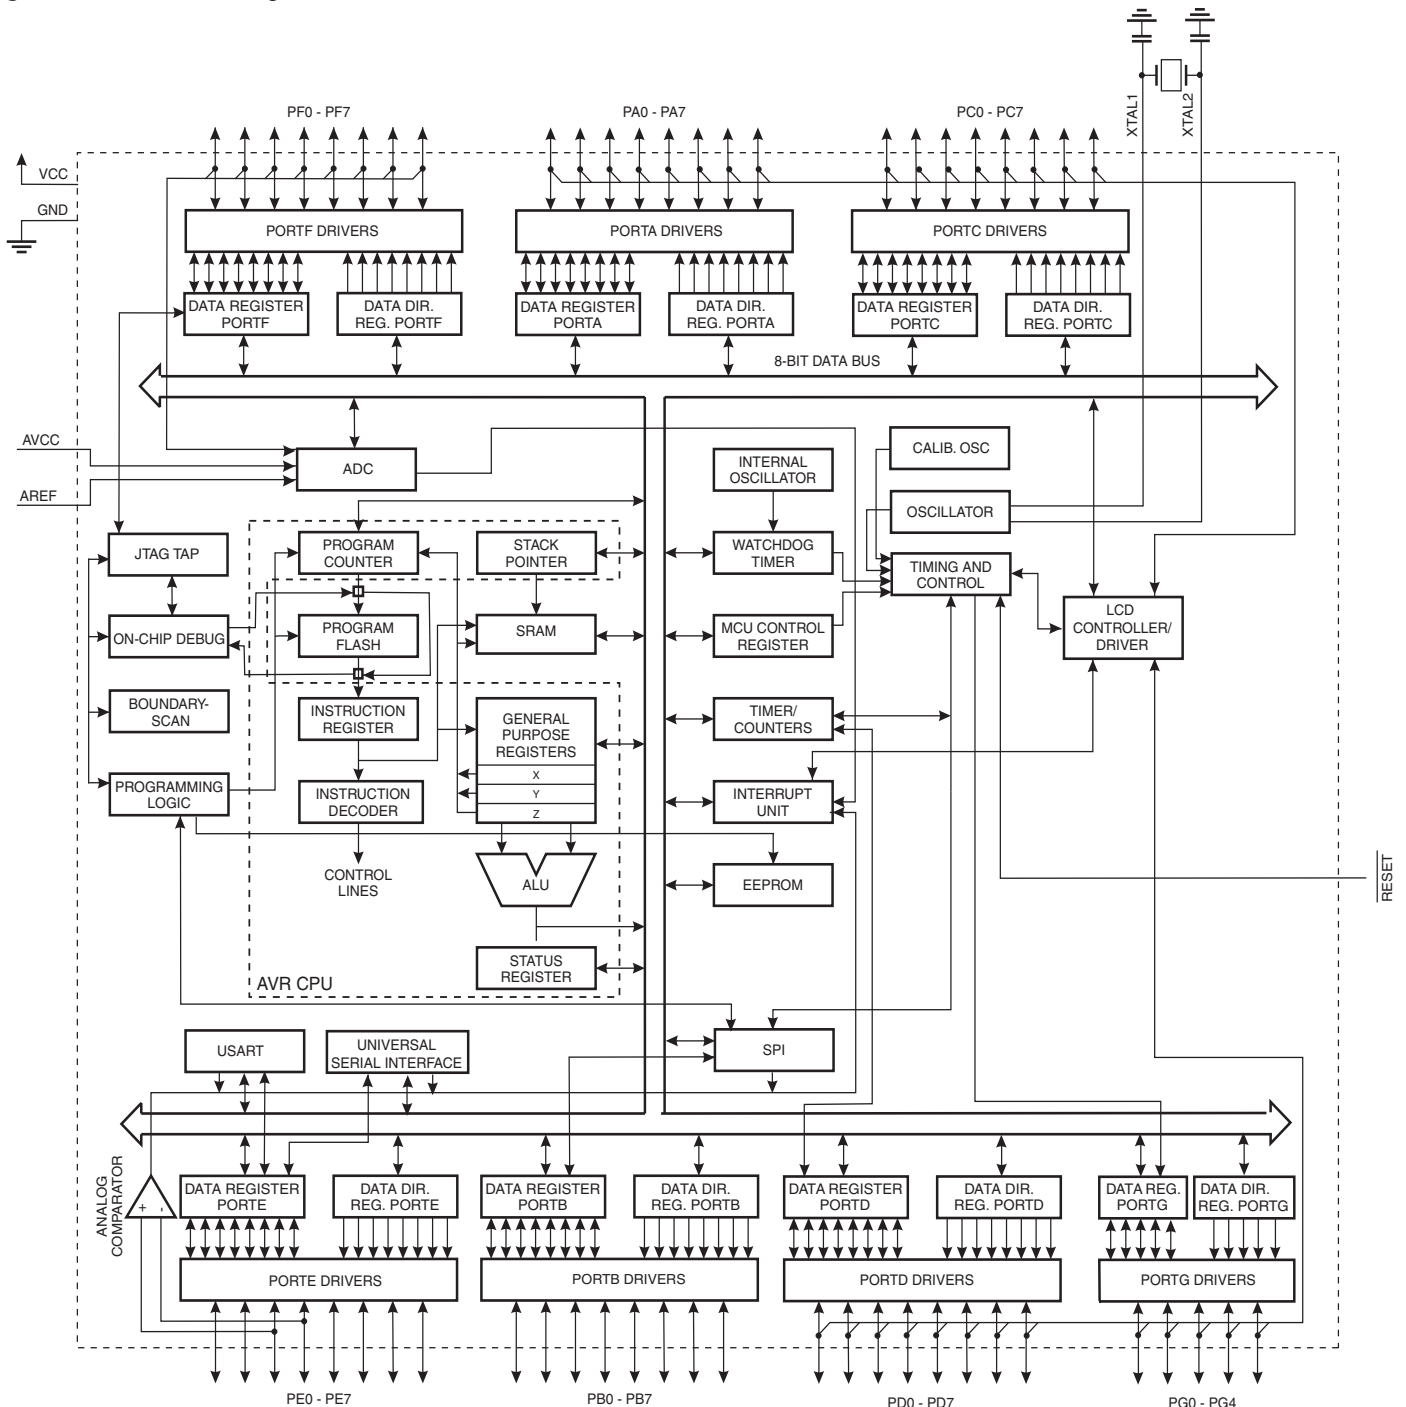 XTAL1
XTAL2
PF0 - PF7
PA0 - PA7
PC0 - PC7
VCC
GND
PORTF DRIVERS
PORTA DRIVERS
PORTC DRIVERS
DATA REGISTER
PORTF
DATA DIR.
REG. PORTF
DATA REGISTER
PORTA
DATA DIR.
REG. PORTA
DATA REGISTER
PORTC
DATA DIR.
REG. PORTC
8-BIT DATA BUS
AVCC
AREF
ADC
INTERNAL
OSCILLATOR
CALIB. OSC
OSCILLATOR
JTAG TAP
PROGRAM
COUNTER
STACK
POINTER
WATCHDOG
TIMER
TIMING AND
CONTROL
ON-CHIP DEBUG
PROGRAM
FLASH
SRAM
MCU CONTROL
REGISTER
LCD
CONTROLLER/
DRIVER
BOUNDARY-
SCAN
INSTRUCTION
REGISTER
GENERAL
PURPOSE
REGISTERS
X
Y
Z
TIMER/
COUNTERS
PROGRAMMING
LOGIC
INSTRUCTION
DECODER
INTERRUPT
UNIT
CONTROL
LINES
ALU
EEPROM
RESET
STATUS
REGISTER
AVR CPU
USART
UNIVERSAL
SERIAL INTERFACE
SPI
ANALOG
COMPARATOR
+
-
DATA REGISTER
PORTE
DATA DIR.
REG. PORTE
DATA REGISTER
PORTB
DATA DIR.
REG. PORTB
DATA REGISTER
PORTD
DATA DIR.
REG. PORTD
DATA REG.
PORTG
DATA DIR.
REG. PORTG
PORTE DRIVERS
PORTB DRIVERS
PORTD DRIVERS
PORTG DRIVERS
PE0 - PE7
PB0 - PB7
PD0 - PD7
PG0 - PG4